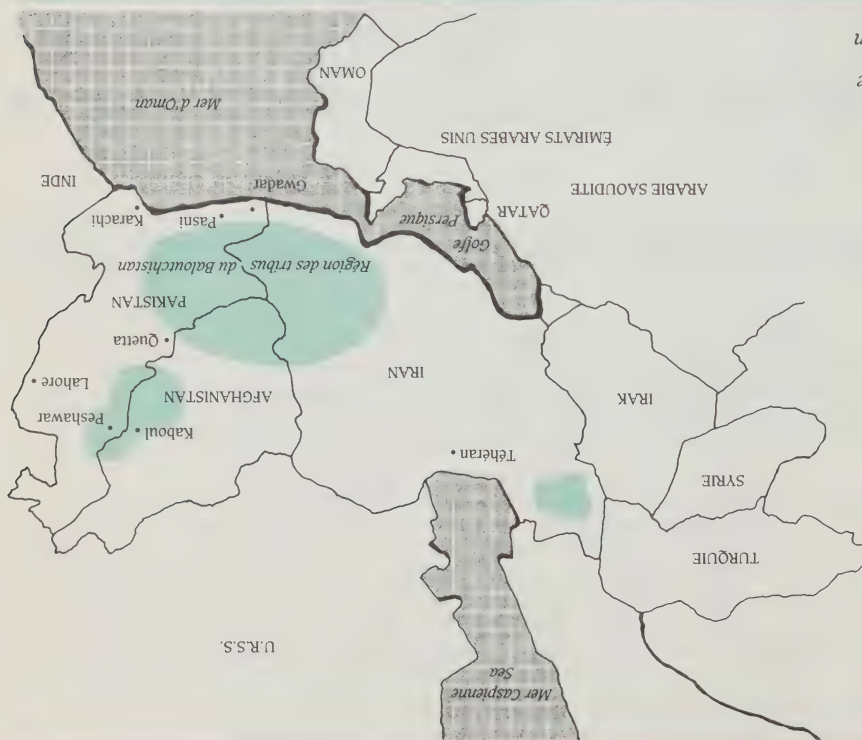 Mer Caspienne
Sea
U.R.S.S.
TURQUIE
SYRIE
Téhéran
Kaboul
Peshawar
IRAK
AFGHANISTAN
Lahore
IRAN
Quetta
PAKISTAN
Région des tribus du Baloutchistan
Golfe
Persique
QATAR
Pasni
Karachi
ARABIE SAOUDITE
Gwadar
INDE
ÉMIRATS ARABES UNIS
Mer d'Oman
OMAN